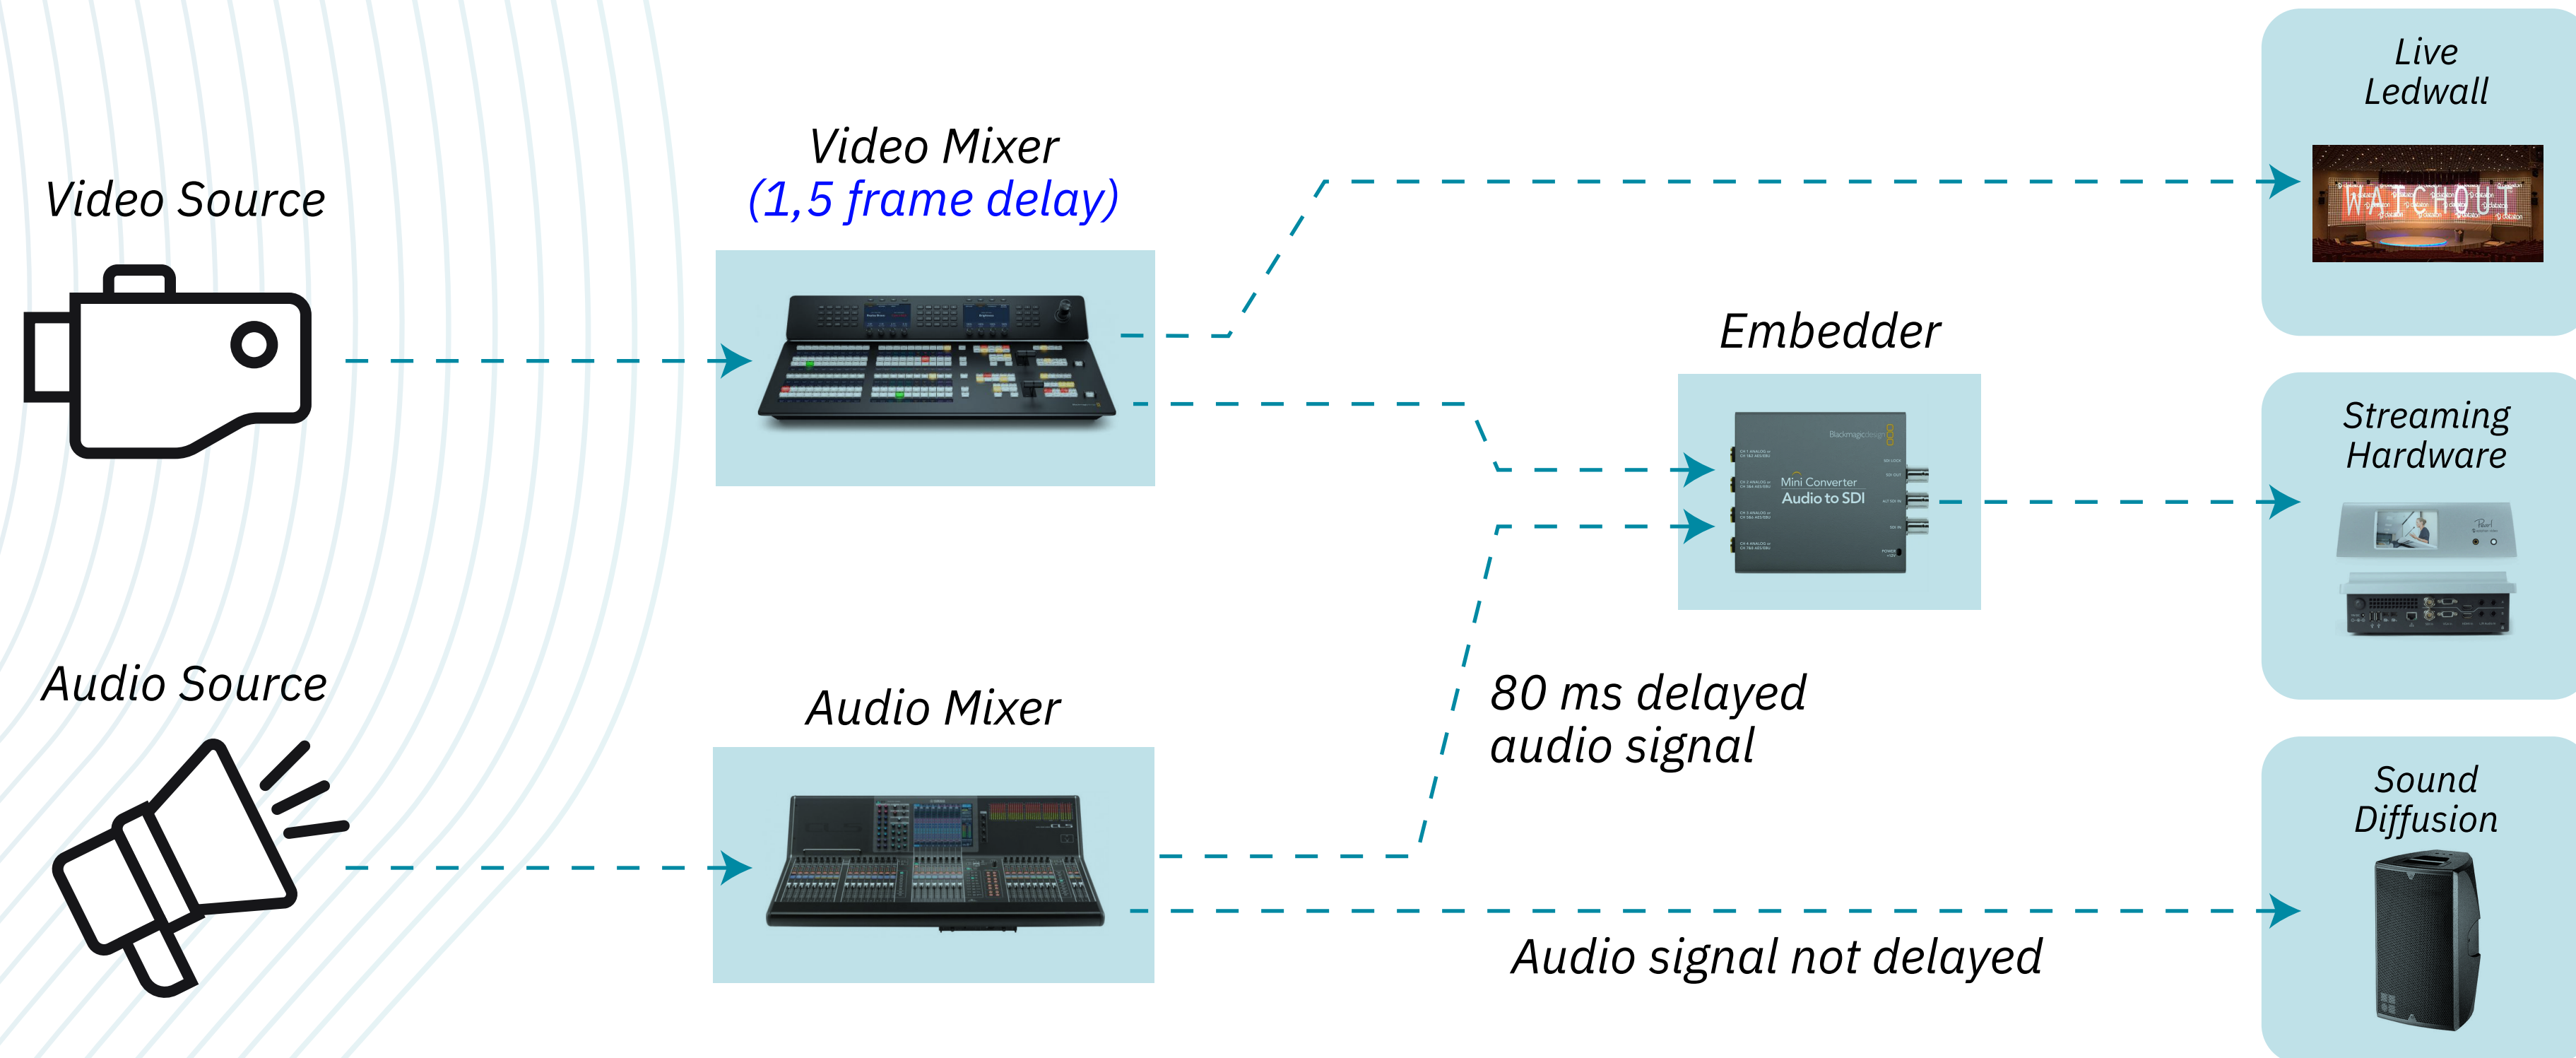 Live
Ledwall
WATCHOUT
Video Mixer
(1,5 frame delay)
Video Source
Embedder
Streaming
Hardware
Blackmagicdesign
Mini Converter
Audio to SDI
Audio Source
Audio Mixer
80 ms delayed
audio signal
Sound
Diffusion
Audio signal not delayed